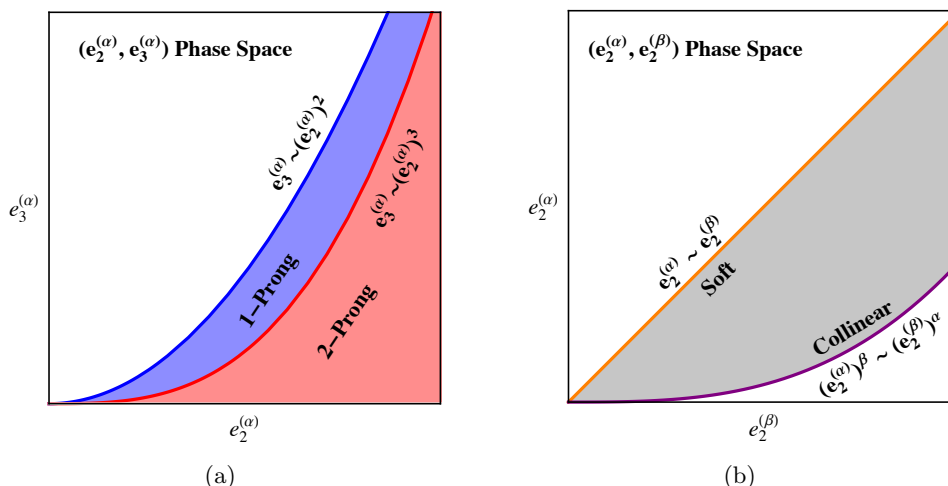 (e₂^(α), e₃^(α)) Phase Space
e₃^(α) ~ (e₂^(α))²
e₃^(α) ~ (e₂^(α))³
1−Prong
2−Prong
e₃^(α)
e₂^(α)
(a)
(e₂^(α), e₂^(β)) Phase Space
e₂^(α) ~ e₂^(β)
Soft
Collinear
(e₂^(α))^β ~ (e₂^(β))^α
e₂^(α)
e₂^(β)
(b)